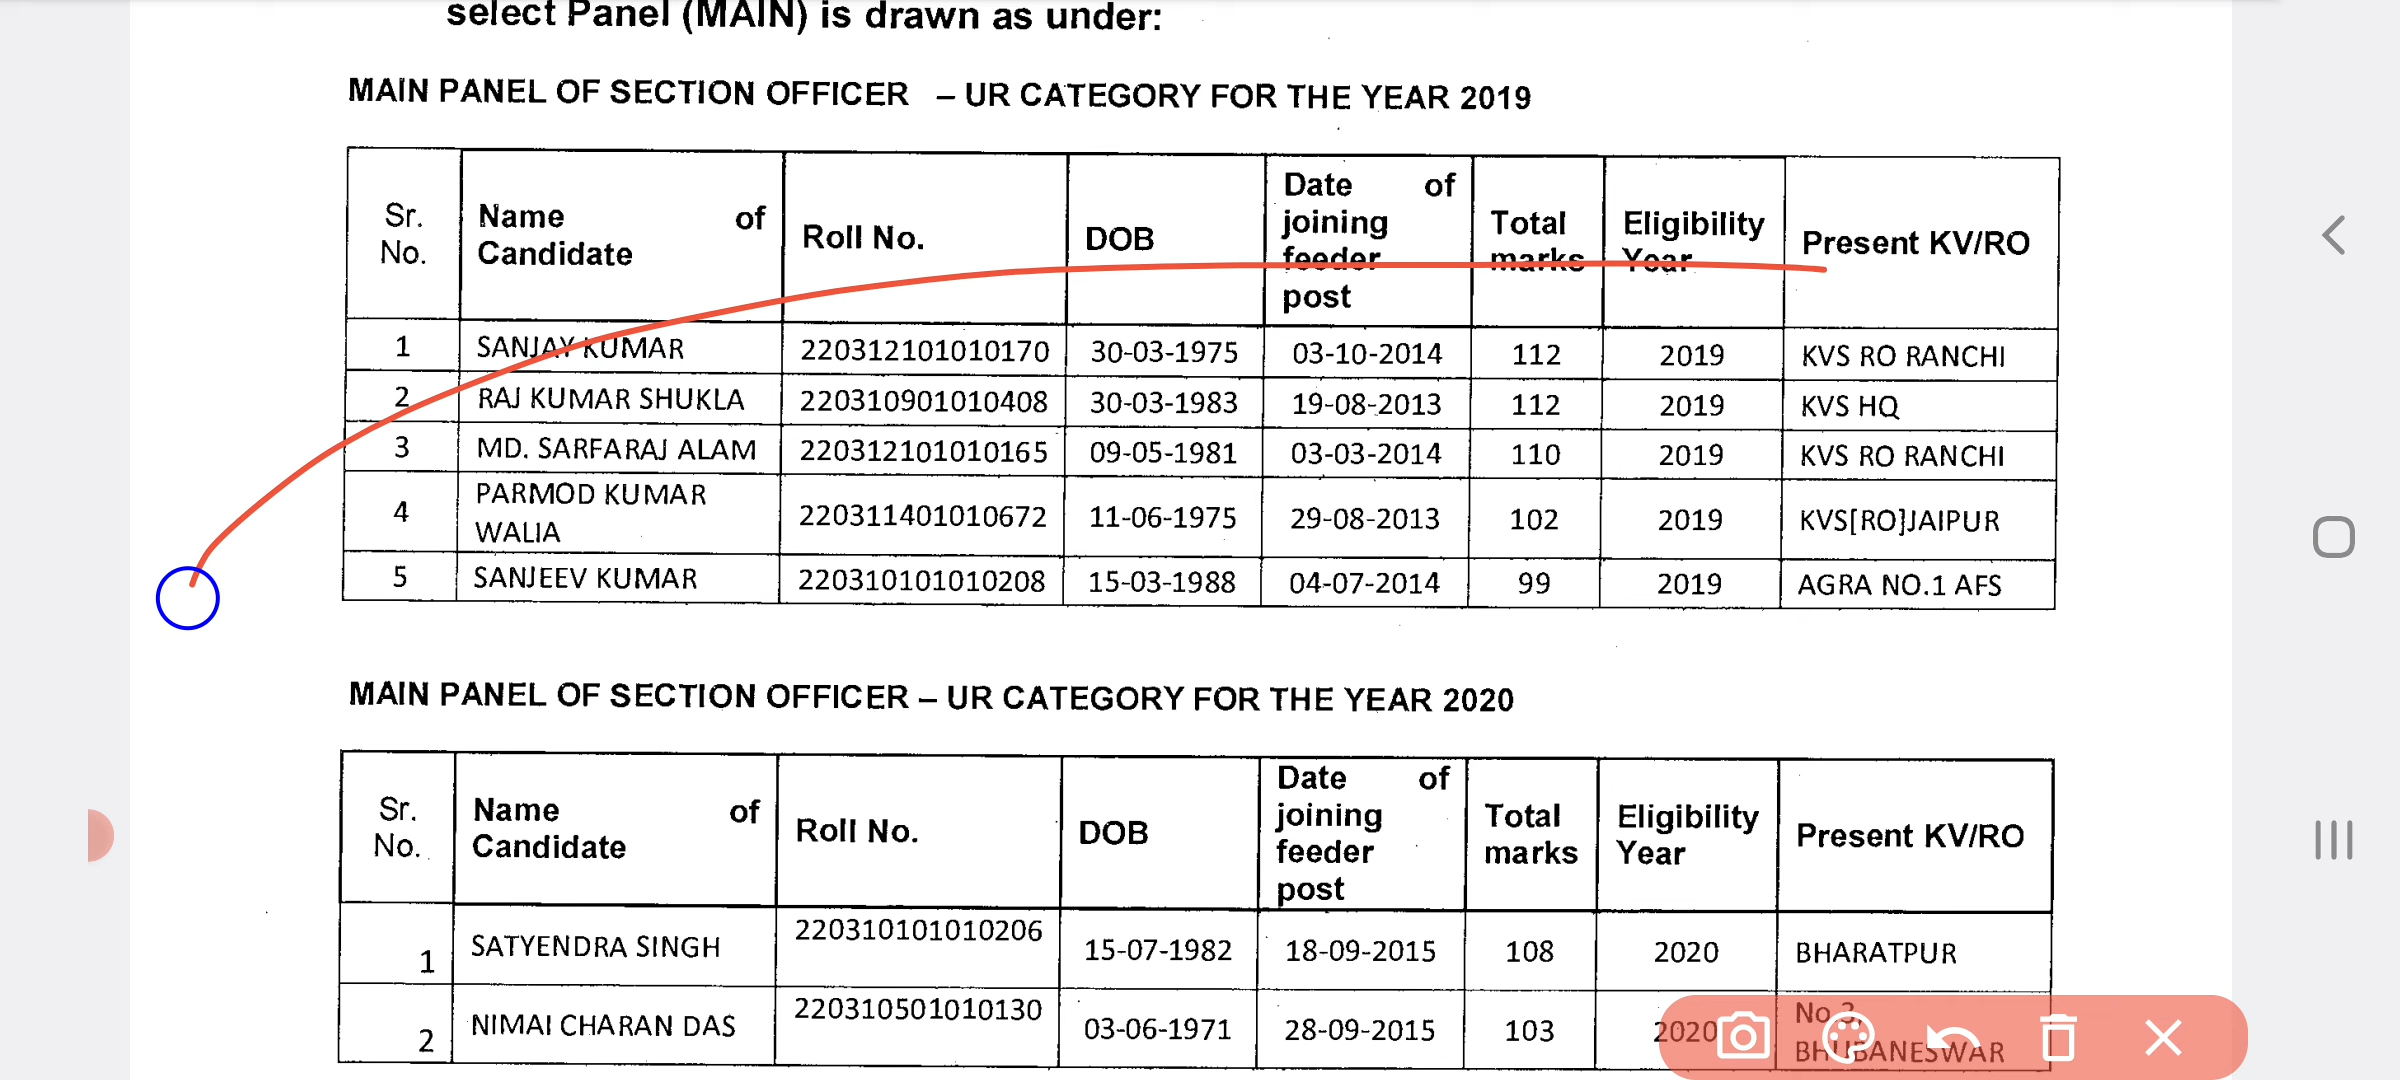 select Panel (MAIN) is drawn as under:
MAIN PANEL OF SECTION OFFICER – UR CATEGORY FOR THE YEAR 2019
Sr. No. Name of Candidate Roll No. DOB Date of joining feeder post Total marks Eligibility Year Present KV/RO
1 SANJAY KUMAR 220312101010170 30-03-1975 03-10-2014 112 2019 KVS RO RANCHI
2 RAJ KUMAR SHUKLA 220310901010408 30-03-1983 19-08-2013 112 2019 KVS HQ
3 MD. SARFARAJ ALAM 220312101010165 09-05-1981 03-03-2014 110 2019 KVS RO RANCHI
4 PARMOD KUMAR WALIA 220311401010672 11-06-1975 29-08-2013 102 2019 KVS[RO]JAIPUR
5 SANJEEV KUMAR 220310101010208 15-03-1988 04-07-2014 99 2019 AGRA NO.1 AFS
MAIN PANEL OF SECTION OFFICER – UR CATEGORY FOR THE YEAR 2020
Sr. No. Name of Candidate Roll No. DOB Date of joining feeder post Total marks Eligibility Year Present KV/RO
1 SATYENDRA SINGH 220310101010206 15-07-1982 18-09-2015 108 2020 BHARATPUR
2 NIMAI CHARAN DAS 220310501010130 03-06-1971 28-09-2015 103 2020 No 3, BHUBANESWAR